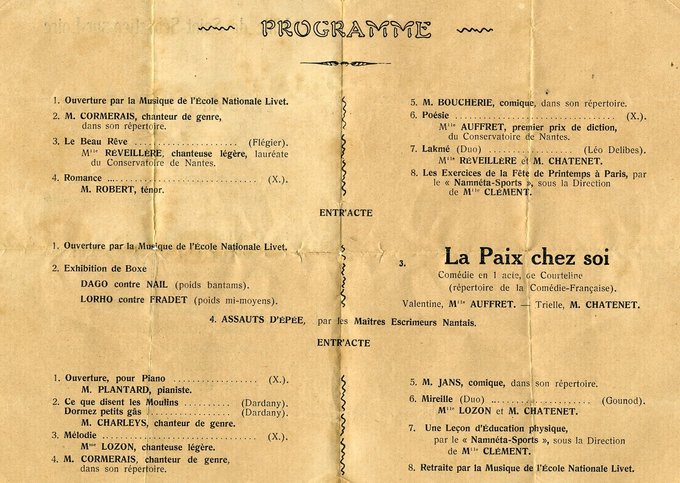 PROGRAMME
1. Ouverture par la Musique de l'École Nationale Livet.
2. M. CORMERAIS, chanteur de genre,
dans son répertoire.
3. Le Beau Rêve ........................ (Flégier).
Mlle RÉVEILLÈRE, chanteuse légère, lauréate
du Conservatoire de Nantes.
4. Romance ................................ (X.).
M. ROBERT, ténor.
5. M. BOUCHERIE, comique, dans son répertoire.
6. Poésie ................................ (X.).
Mlle AUFFRET, premier prix de diction,
du Conservatoire de Nantes.
7. Lakmé (Duo) ........................ (Léo Delibes).
Mlle RÉVEILLÈRE et M. CHATENET.
8. Les Exercices de la Fête de Printemps à Paris, par
le « Namnéta-Sports », sous la Direction
de Mlle CLÉMENT.
ENTR'ACTE
1. Ouverture par la Musique de l'École Nationale Livet.
2. Exhibition de Boxe
DAGO contre NAIL (poids bantams).
LORHO contre FRADET (poids mi-moyens).
3. La Paix chez soi
Comédie en 1 acte, de Courteline
(répertoire de la Comédie-Française).
Valentine, Mlle AUFFRET. — Trielle, M. CHATENET.
4. ASSAUTS D'ÉPÉE, par les Maîtres Escrimeurs Nantais.
ENTR'ACTE
1. Ouverture, pour Piano .................... (X.).
M. PLANTARD, pianiste.
2. Ce que disent les Moulins ............ (Dardany).
Dormez petits gâs .................... (Dardany).
M. CHARLEYS, chanteur de genre.
3. Mélodie ................................ (X.).
Mme LOZON, chanteuse légère.
4. M. CORMERAIS, chanteur de genre,
dans son répertoire.
5. M. JANS, comique, dans son répertoire.
6. Mireille (Duo) ........................ (Gounod).
Mlle LOZON et M. CHATENET.
7. Une Leçon d'Éducation physique,
par le « Namnéta-Sports », sous la Direction
de Mlle CLÉMENT.
8. Retraite par la Musique de l'École Nationale Livet.